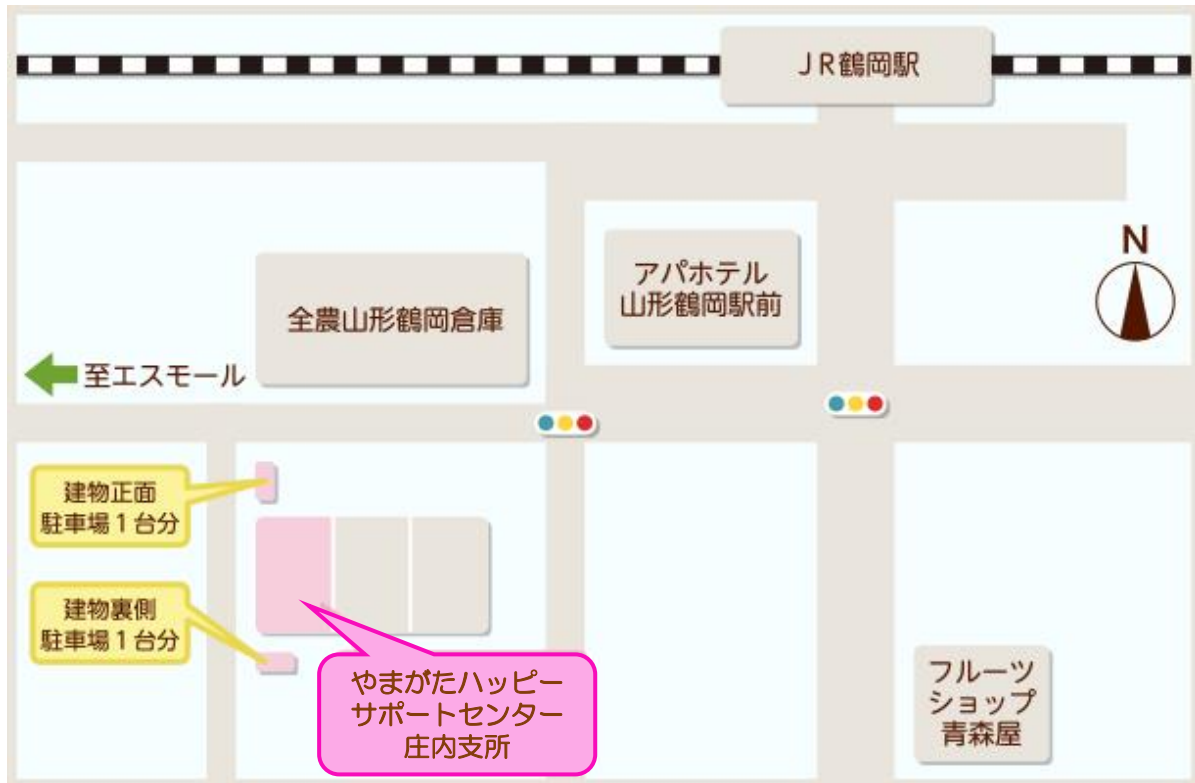 JR鶴岡駅
N
アパホテル
山形鶴岡駅前
全農山形鶴岡倉庫
至エスモール
建物正面
駐車場1台分
建物裏側
駐車場1台分
やまがたハッピー
サポートセンター
庄内支所
フルーツ
ショップ
青森屋